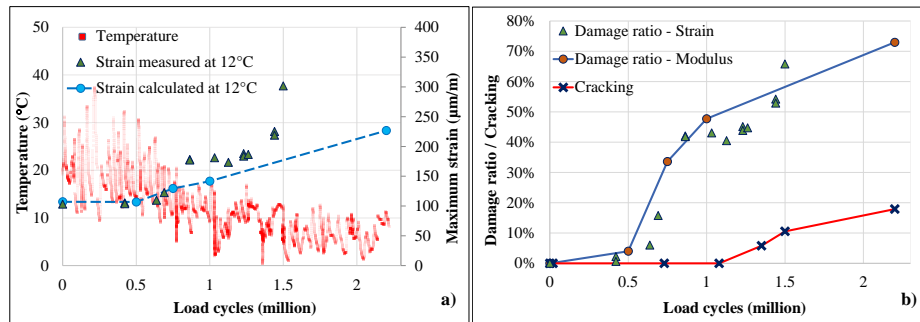 50
40
30
20
10
0
Temperature (°C)
Temperature
Strain measured at 12°C
Strain calculated at 12°C
400
350
300
250
200
150
100
50
0
Maximum strain (µm/m)
0
0.5
1
1.5
2
Load cycles (million)
a)
80%
70%
60%
50%
40%
30%
20%
10%
0%
Damage ratio / Cracking
Damage ratio - Strain
Damage ratio - Modulus
Cracking
0.0
0.5
1.0
1.5
2.0
Load cycles (million)
b)